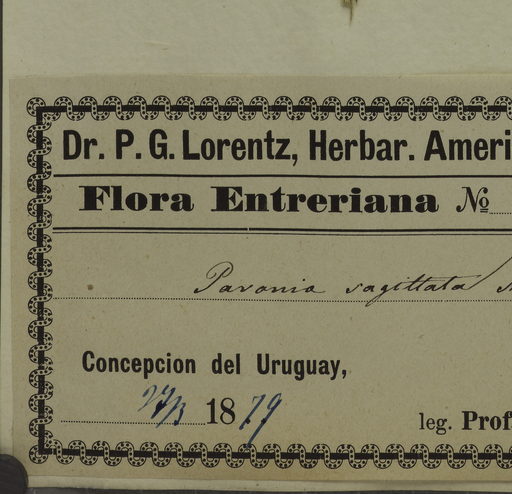 Dr. P. G. Lorentz, Herbar. Ameri
Flora Entreriana №
Pavonia sagittata
Concepcion del Uruguay,
1879
leg. Prof